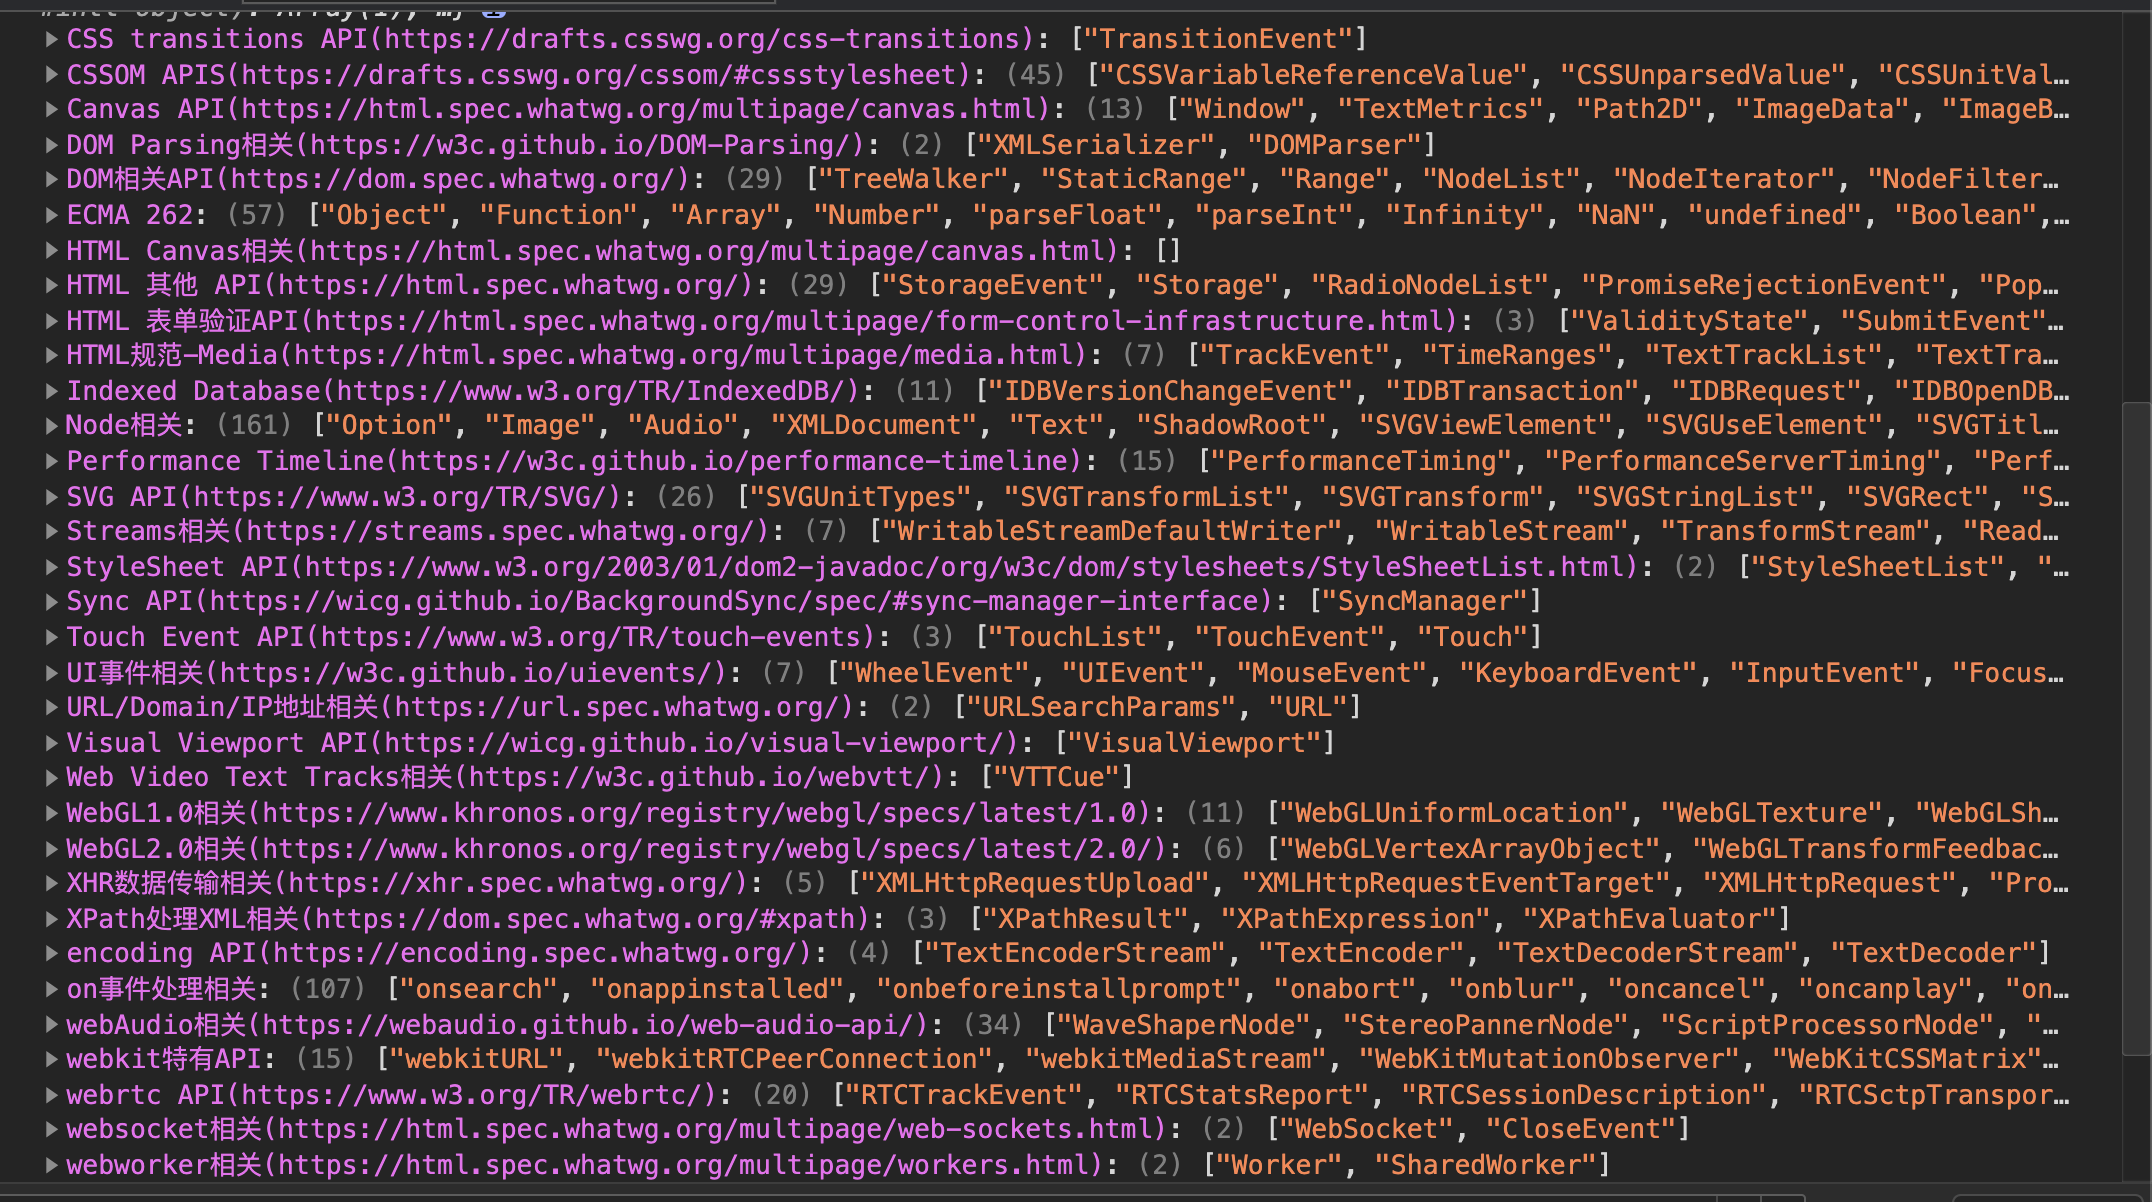 CSS transitions API(https://drafts.csswg.org/css-transitions): ["TransitionEvent"]
CSSOM APIS(https://drafts.csswg.org/cssom/#cssstylesheet): (45) ["CSSVariableReferenceValue", "CSSUnparsedValue", "CSSUnitVal…
Canvas API(https://html.spec.whatwg.org/multipage/canvas.html): (13) ["Window", "TextMetrics", "Path2D", "ImageData", "ImageB…
DOM Parsing相关(https://w3c.github.io/DOM-Parsing/): (2) ["XMLSerializer", "DOMParser"]
DOM相关API(https://dom.spec.whatwg.org/): (29) ["TreeWalker", "StaticRange", "Range", "NodeList", "NodeIterator", "NodeFilter…
ECMA 262: (57) ["Object", "Function", "Array", "Number", "parseFloat", "parseInt", "Infinity", "NaN", "undefined", "Boolean",…
HTML Canvas相关(https://html.spec.whatwg.org/multipage/canvas.html): []
HTML 其他 API(https://html.spec.whatwg.org/): (29) ["StorageEvent", "Storage", "RadioNodeList", "PromiseRejectionEvent", "Pop…
HTML 表单验证API(https://html.spec.whatwg.org/multipage/form-control-infrastructure.html): (3) ["ValidityState", "SubmitEvent"…
HTML规范-Media(https://html.spec.whatwg.org/multipage/media.html): (7) ["TrackEvent", "TimeRanges", "TextTrackList", "TextTra…
Indexed Database(https://www.w3.org/TR/IndexedDB/): (11) ["IDBVersionChangeEvent", "IDBTransaction", "IDBRequest", "IDBOpenDB…
Node相关: (161) ["Option", "Image", "Audio", "XMLDocument", "Text", "ShadowRoot", "SVGViewElement", "SVGUseElement", "SVGTitl…
Performance Timeline(https://w3c.github.io/performance-timeline): (15) ["PerformanceTiming", "PerformanceServerTiming", "Perf…
SVG API(https://www.w3.org/TR/SVG/): (26) ["SVGUnitTypes", "SVGTransformList", "SVGTransform", "SVGStringList", "SVGRect", "S…
Streams相关(https://streams.spec.whatwg.org/): (7) ["WritableStreamDefaultWriter", "WritableStream", "TransformStream", "Read…
StyleSheet API(https://www.w3.org/2003/01/dom2-javadoc/org/w3c/dom/stylesheets/StyleSheetList.html): (2) ["StyleSheetList", "…
Sync API(https://wicg.github.io/BackgroundSync/spec/#sync-manager-interface): ["SyncManager"]
Touch Event API(https://www.w3.org/TR/touch-events): (3) ["TouchList", "TouchEvent", "Touch"]
UI事件相关(https://w3c.github.io/uievents/): (7) ["WheelEvent", "UIEvent", "MouseEvent", "KeyboardEvent", "InputEvent", "Focus…
URL/Domain/IP地址相关(https://url.spec.whatwg.org/): (2) ["URLSearchParams", "URL"]
Visual Viewport API(https://wicg.github.io/visual-viewport/): ["VisualViewport"]
Web Video Text Tracks相关(https://w3c.github.io/webvtt/): ["VTTCue"]
WebGL1.0相关(https://www.khronos.org/registry/webgl/specs/latest/1.0): (11) ["WebGLUniformLocation", "WebGLTexture", "WebGLSh…
WebGL2.0相关(https://www.khronos.org/registry/webgl/specs/latest/2.0/): (6) ["WebGLVertexArrayObject", "WebGLTransformFeedbac…
XHR数据传输相关(https://xhr.spec.whatwg.org/): (5) ["XMLHttpRequestUpload", "XMLHttpRequestEventTarget", "XMLHttpRequest", "Pro…
XPath处理XML相关(https://dom.spec.whatwg.org/#xpath): (3) ["XPathResult", "XPathExpression", "XPathEvaluator"]
encoding API(https://encoding.spec.whatwg.org/): (4) ["TextEncoderStream", "TextEncoder", "TextDecoderStream", "TextDecoder"]
on事件处理相关: (107) ["onsearch", "onappinstalled", "onbeforeinstallprompt", "onabort", "onblur", "oncancel", "oncanplay", "on…
webAudio相关(https://webaudio.github.io/web-audio-api/): (34) ["WaveShaperNode", "StereoPannerNode", "ScriptProcessorNode", "…
webkit特有API: (15) ["webkitURL", "webkitRTCPeerConnection", "webkitMediaStream", "WebKitMutationObserver", "WebKitCSSMatrix"…
webrtc API(https://www.w3.org/TR/webrtc/): (20) ["RTCTrackEvent", "RTCStatsReport", "RTCSessionDescription", "RTCSctpTranspor…
websocket相关(https://html.spec.whatwg.org/multipage/web-sockets.html): (2) ["WebSocket", "CloseEvent"]
webworker相关(https://html.spec.whatwg.org/multipage/workers.html): (2) ["Worker", "SharedWorker"]